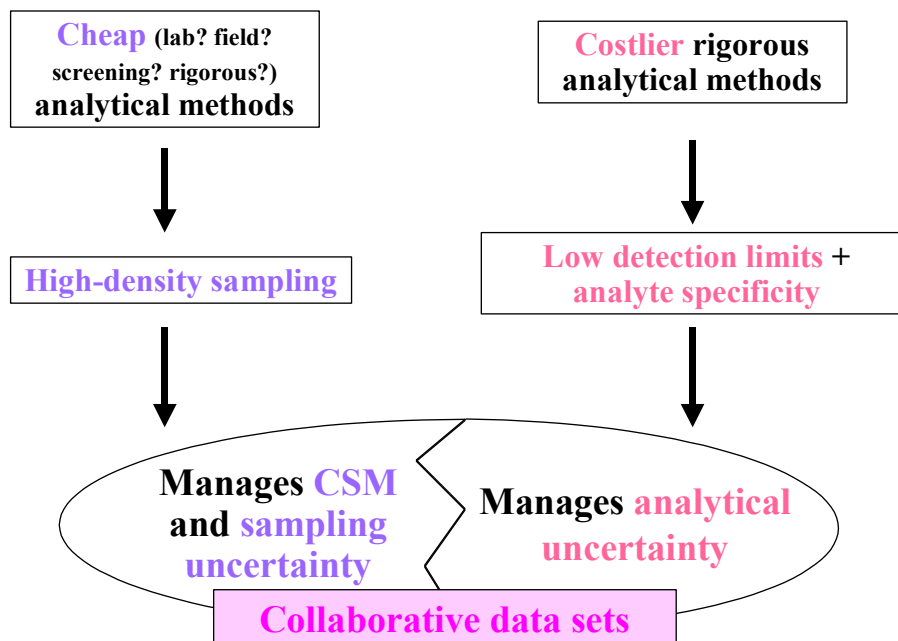 Cheap (lab? field?
screening? rigorous?)
analytical methods
Costlier rigorous
analytical methods
High-density sampling
Low detection limits +
analyte specificity
Manages CSM
and sampling
uncertainty
Manages analytical
uncertainty
Collaborative data sets